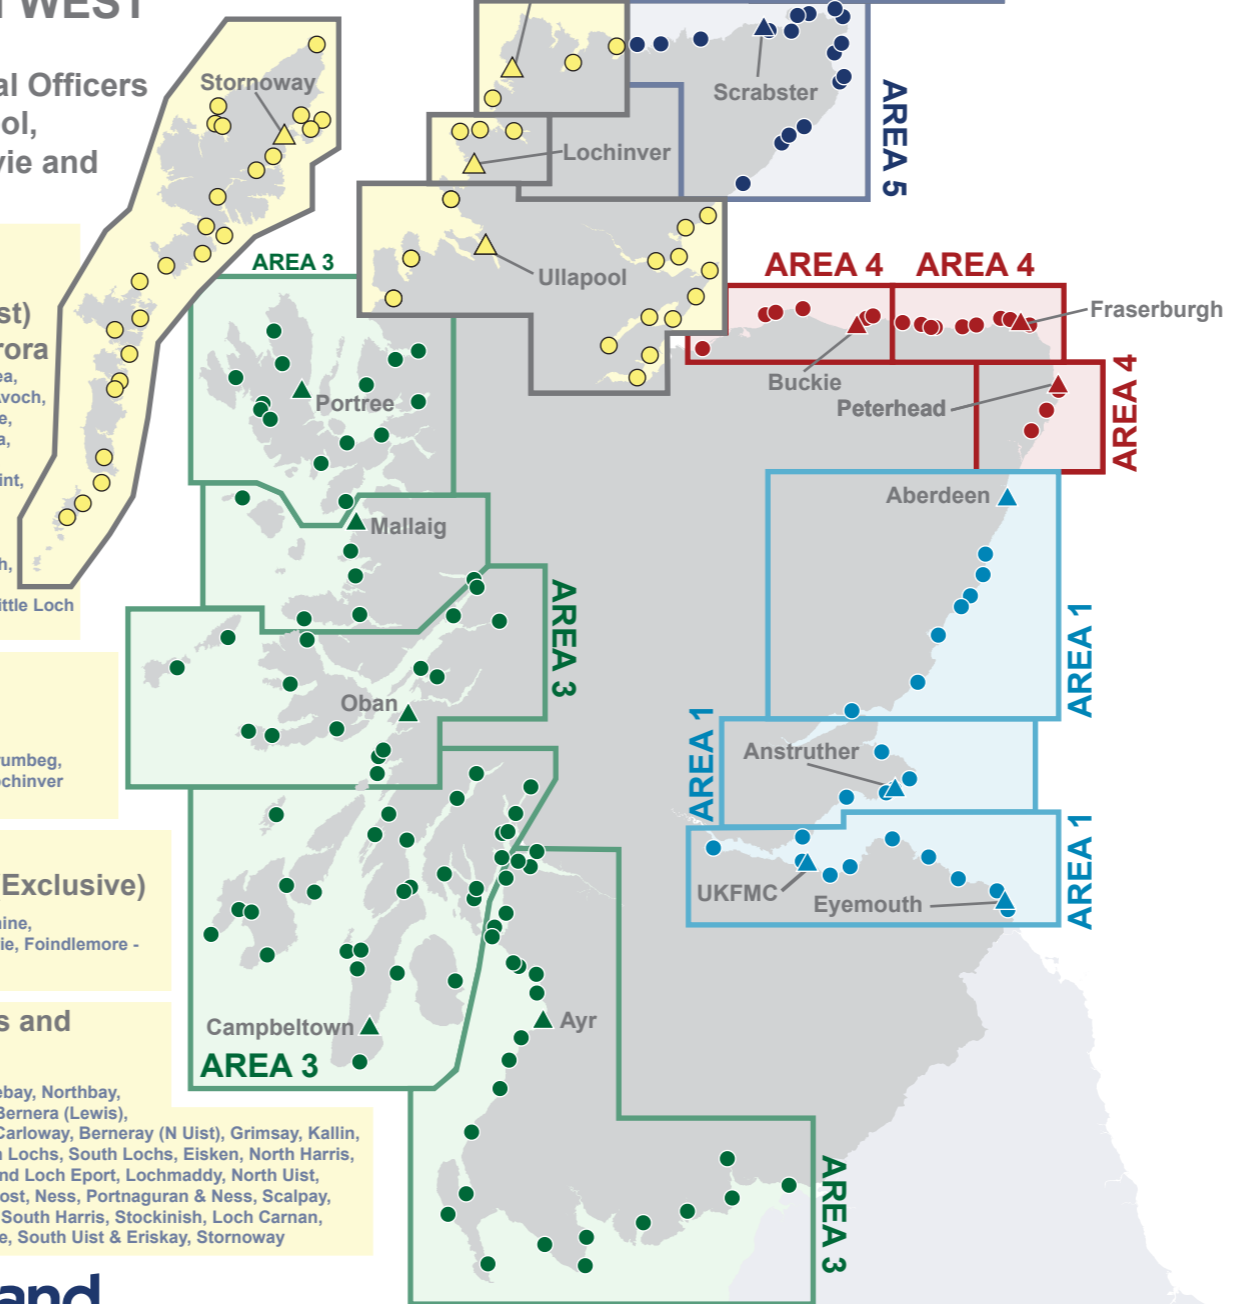 WEST
al Officers
ol,
vie and
st)
rora
ea,
Avoch,
e,
a,
int,
h,
ittle Loch
umbeg,
ochinver
(Exclusive)
nine,
ie, Foindlemore -
s and
ebay, Northbay,
Bernera (Lewis),
Carloway, Berneray (N Uist), Grimsay, Kallin,
n Lochs, South Lochs, Eisken, North Harris,
nd Loch Eport, Lochmaddy, North Uist,
ost, Ness, Portnaguran & Ness, Scalpay,
South Harris, Stockinish, Loch Carnan,
e, South Uist & Eriskay, Stornoway
and
Stornoway
Scrabster
AREA 5
Lochinver
Ullapool
AREA 3
AREA 4
AREA 4
Fraserburgh
Buckie
Peterhead
AREA 4
Portree
Aberdeen
Mallaig
AREA 3
AREA 1
Oban
AREA 1
Anstruther
AREA 1
UKFMC
Eyemouth
Campbeltown
Ayr
AREA 3
AREA 3